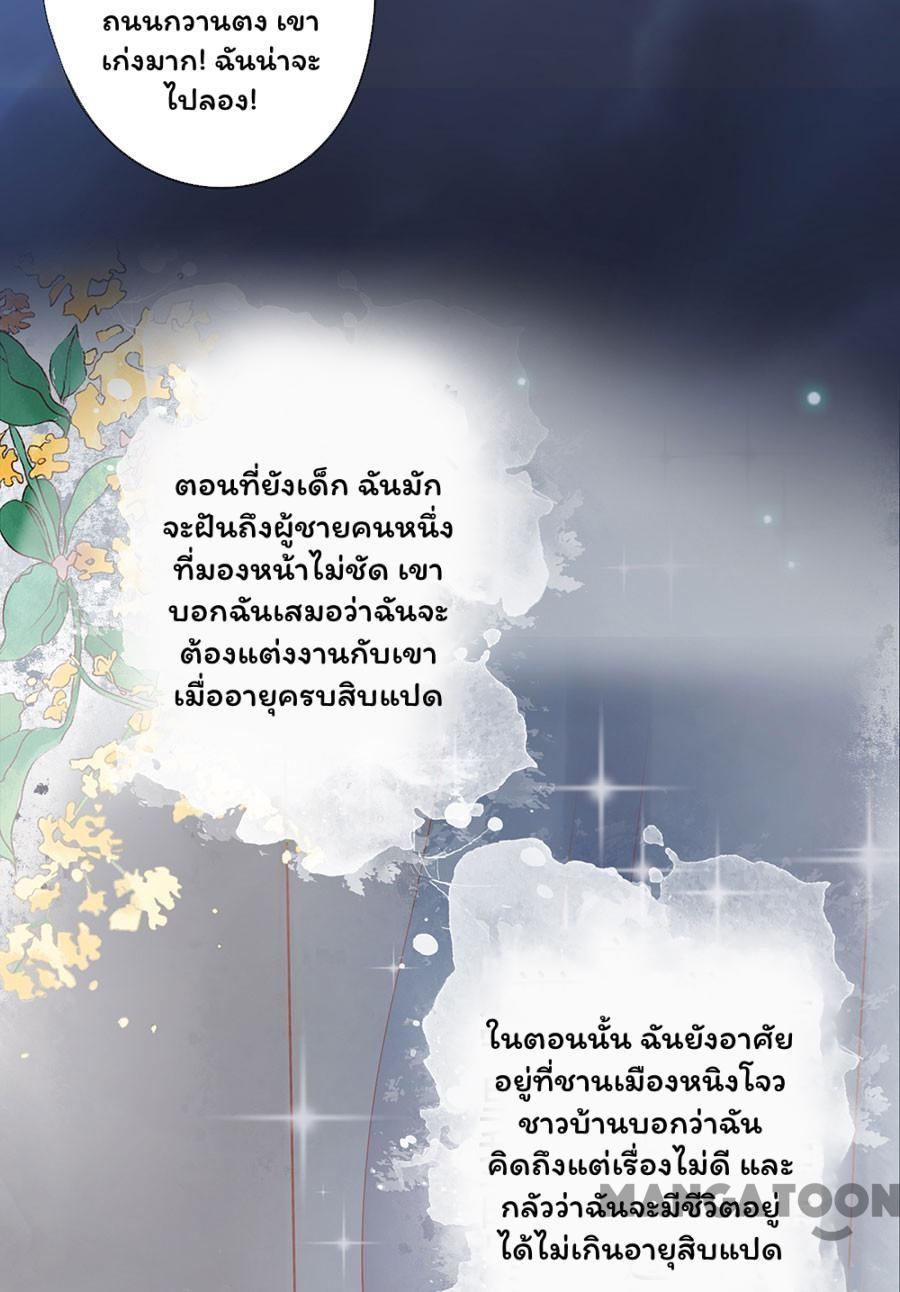 ถนนกวานตง เขา
เก่งมาก! ฉันน่าจะ
ไปลอง!
ตอนที่ยังเด็ก ฉันมัก
จะฝันถึงผู้ชายคนหนึ่ง
ที่มองหน้าไม่ชัด เขา
บอกฉันเสมอว่าฉันจะ
ต้องแต่งงานกับเขา
เมื่ออายุครบสิบแปด
ในตอนนั้น ฉันยังอาศัย
อยู่ที่ชานเมืองหนิงโจว
ชาวบ้านบอกว่าฉัน
คิดถึงแต่เรื่องไม่ดี และ
กลัวว่าฉันจะมีชีวิตอยู่
ได้ไม่เกินอายุสิบแปด
MANGATOON